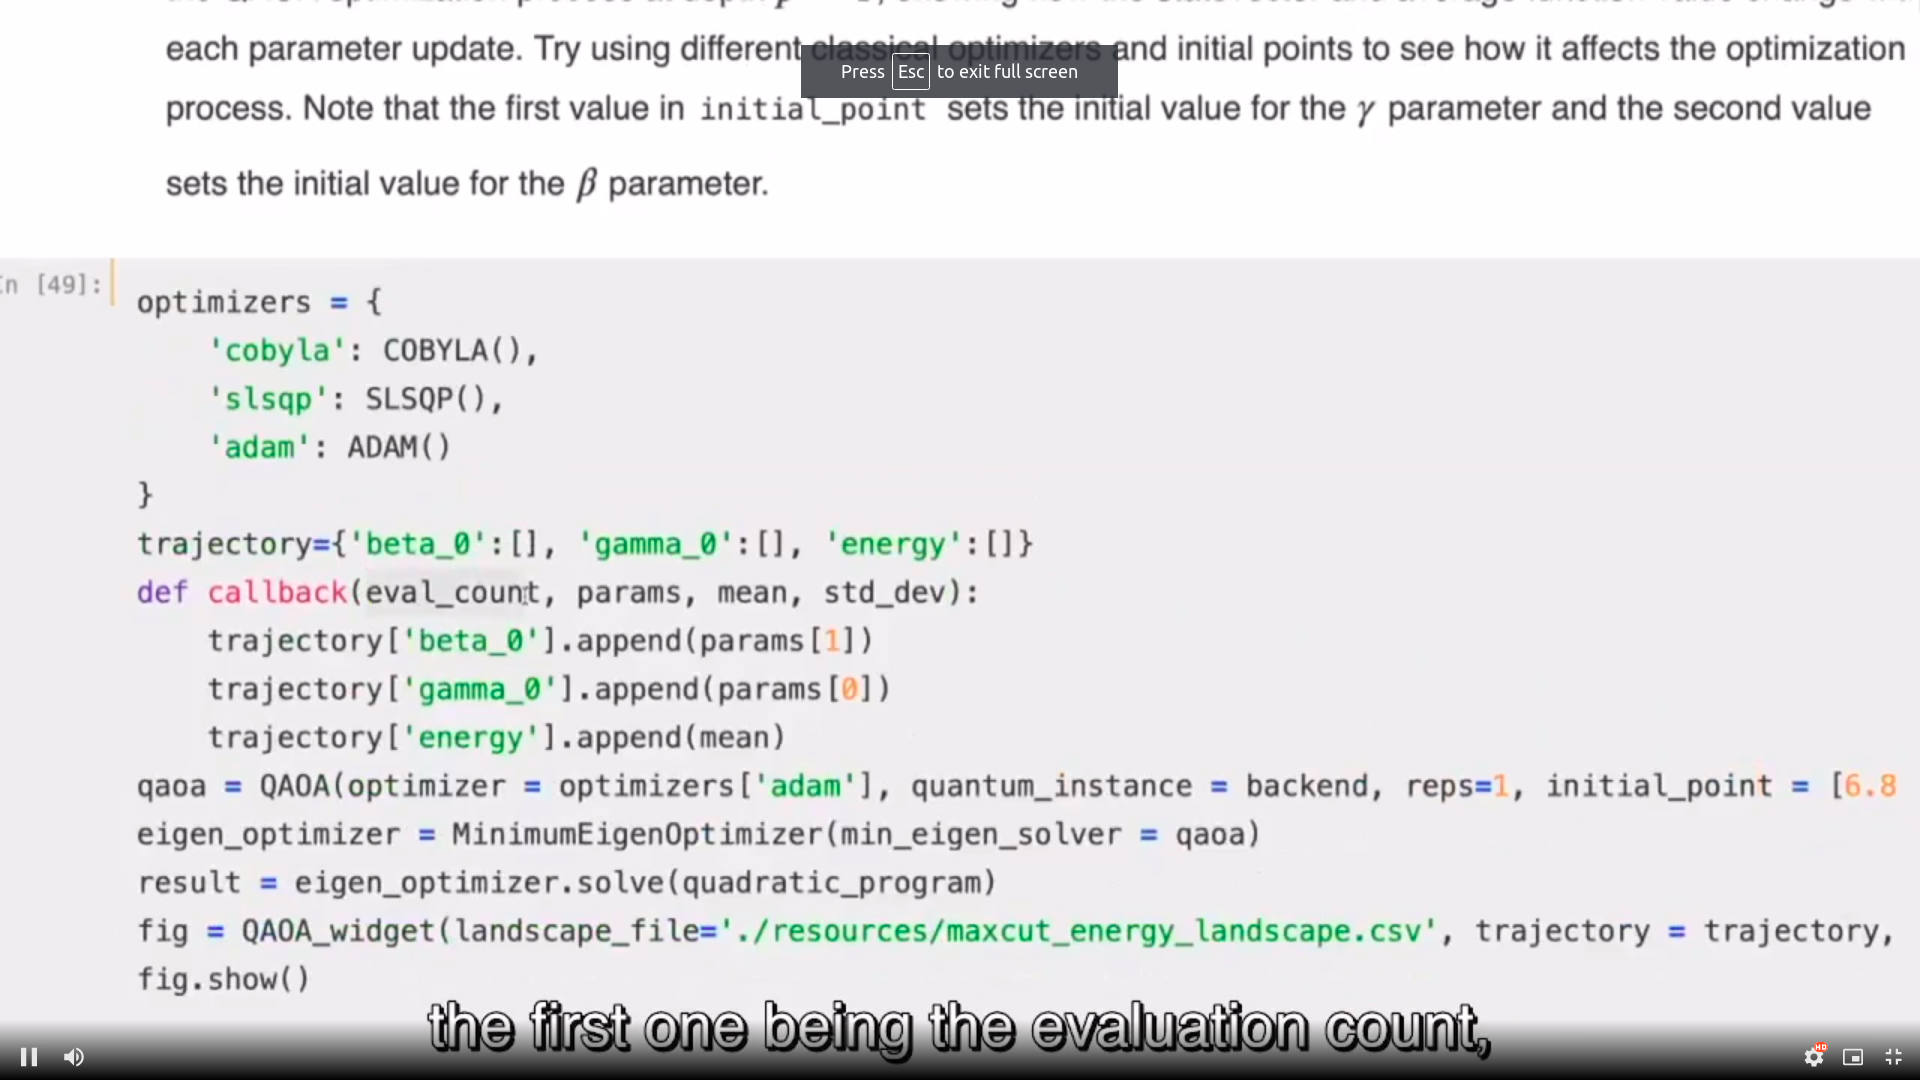 each parameter update. Try using different classical optimizers and initial points to see how it affects the optimization
Press Esc to exit full screen
process. Note that the first value in initial_point sets the initial value for the γ parameter and the second value
sets the initial value for the β parameter.
In [49]:
optimizers = {
    'cobyla': COBYLA(),
    'slsqp': SLSQP(),
    'adam': ADAM()
}
trajectory={'beta_0':[], 'gamma_0':[], 'energy':[]}
def callback(eval_count, params, mean, std_dev):
    trajectory['beta_0'].append(params[1])
    trajectory['gamma_0'].append(params[0])
    trajectory['energy'].append(mean)
qaoa = QAOA(optimizer = optimizers['adam'], quantum_instance = backend, reps=1, initial_point = [6.8
eigen_optimizer = MinimumEigenOptimizer(min_eigen_solver = qaoa)
result = eigen_optimizer.solve(quadratic_program)
fig = QAOA_widget(landscape_file='./resources/maxcut_energy_landscape.csv', trajectory = trajectory,
fig.show()
the first one being the evaluation count,
HD